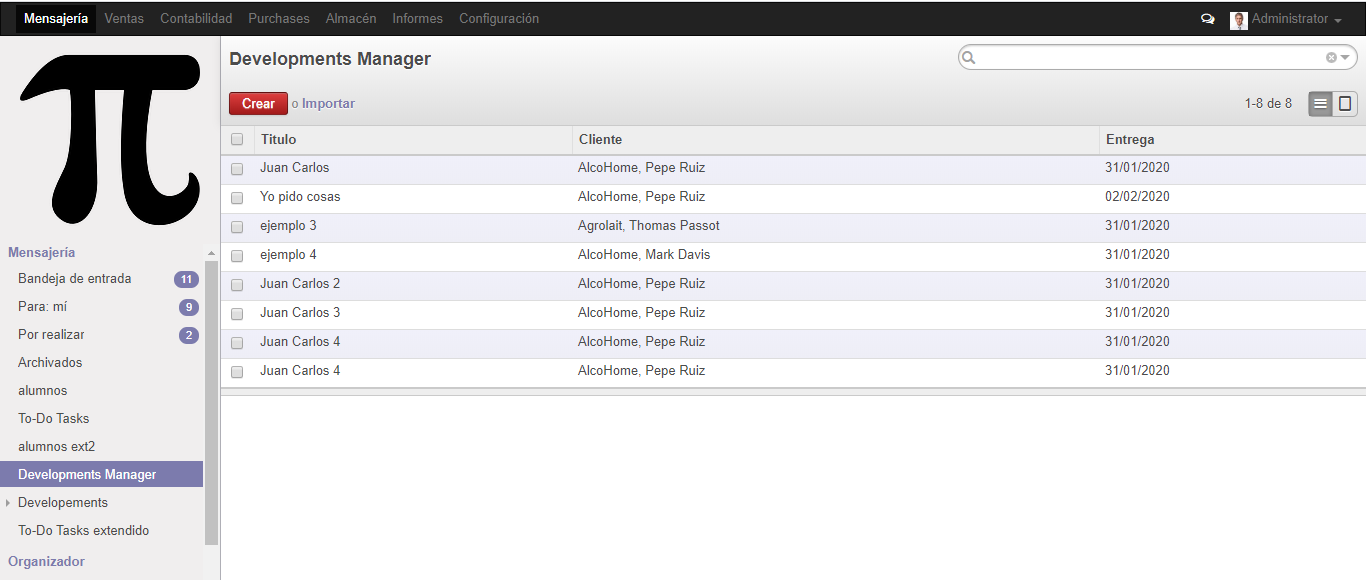 Mensajería Ventas Contabilidad Purchases Almacén Informes Configuración Administrator
Developments Manager
Crear o Importar 1-8 de 8
Titulo Cliente Entrega
Juan Carlos AlcoHome, Pepe Ruiz 31/01/2020
Yo pido cosas AlcoHome, Pepe Ruiz 02/02/2020
ejemplo 3 Agrolait, Thomas Passot 31/01/2020
ejemplo 4 AlcoHome, Mark Davis 31/01/2020
Juan Carlos 2 AlcoHome, Pepe Ruiz 31/01/2020
Juan Carlos 3 AlcoHome, Pepe Ruiz 31/01/2020
Juan Carlos 4 AlcoHome, Pepe Ruiz 31/01/2020
Juan Carlos 4 AlcoHome, Pepe Ruiz 31/01/2020
π
Mensajería
Bandeja de entrada 11
Para: mí 9
Por realizar 2
Archivados
alumnos
To-Do Tasks
alumnos ext2
Developments Manager
Developements
To-Do Tasks extendido
Organizador